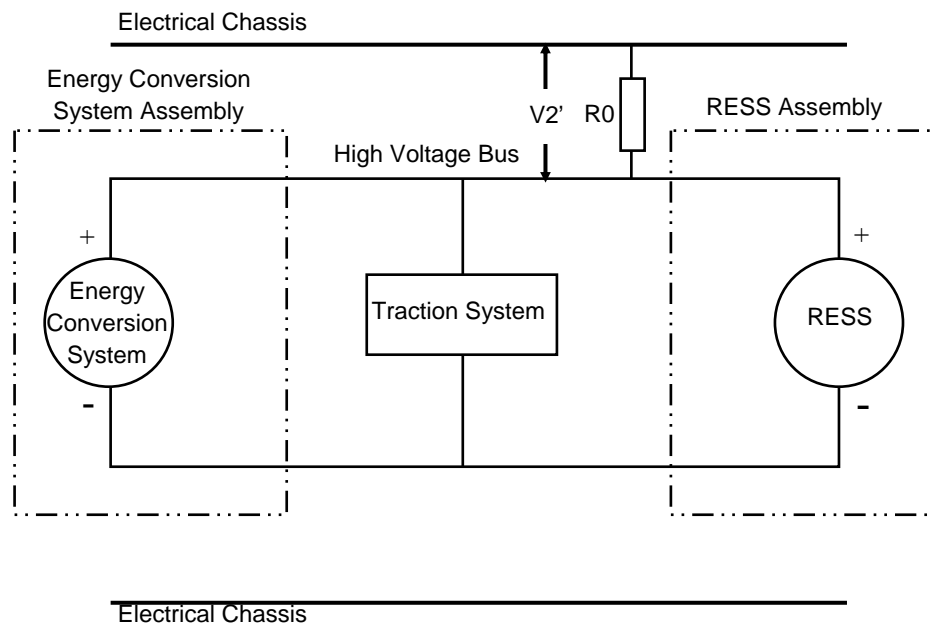 Electrical Chassis
Energy Conversion
System Assembly
V2’
R0
RESS Assembly
High Voltage Bus
+
+
Energy
Conversion
System
Traction System
RESS
-
-
Electrical Chassis